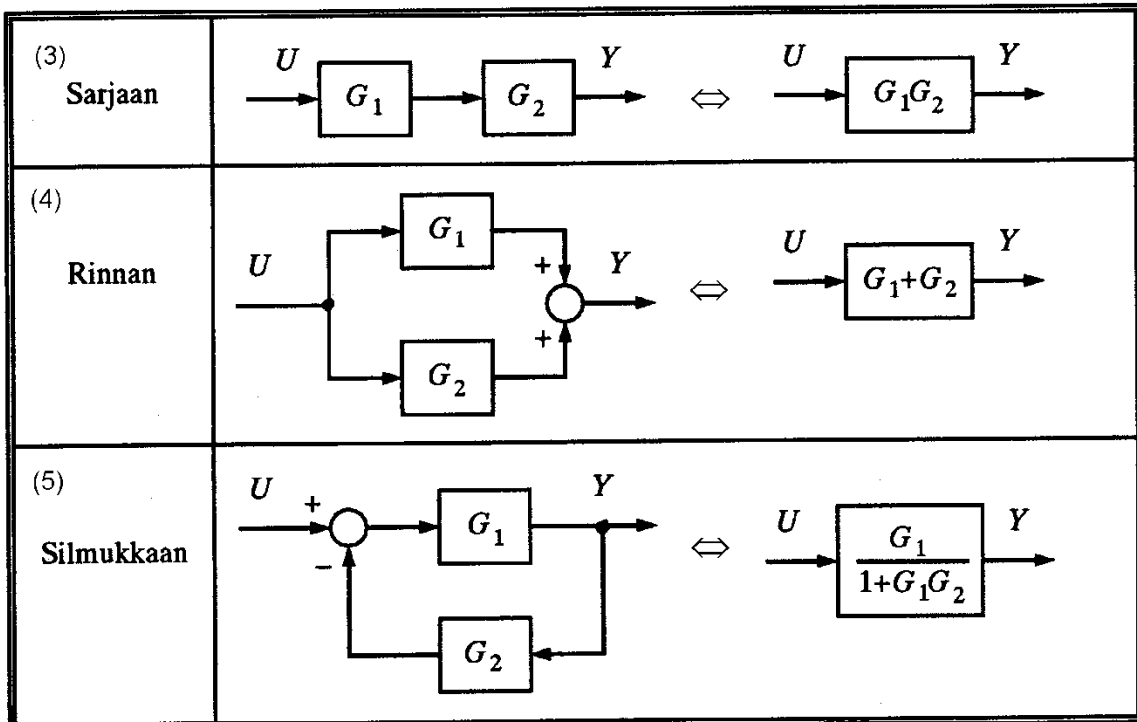 (3)
Sarjaan
U G₁ G₂ Y ⇔ U G₁G₂ Y
(4)
Rinnan
U G₁ G₂ + + Y ⇔ U G₁+G₂ Y
(5)
Silmukkaan
U + − G₁ G₂ Y ⇔ U G₁ Y
1+G₁G₂